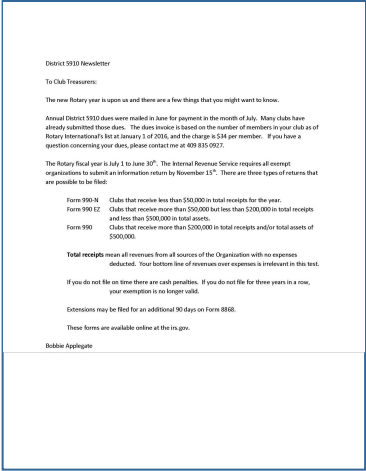 District 5910 Newsletter
To Club Treasurers:
The new Rotary year is upon us and there are a few things that you might want to know.
Annual District 5910 dues were mailed in June for payment in the month of July.  Many clubs have
already submitted those dues.  The dues invoice is based on the number of members in your club as of
Rotary International's list at January 1 of 2016, and the charge is $34 per member.  If you have a
question concerning your dues, please contact me at 409 835 0927.
The Rotary fiscal year is July 1 to June 30th.  The Internal Revenue Service requires all exempt
organizations to submit an information return by November 15th.  There are three types of returns that
are possible to be filed:
Form 990-N Clubs that receive less than $50,000 in total receipts for the year.
Form 990 EZ Clubs that receive more than $50,000 but less than $200,000 in total receipts
and less than $500,000 in total assets.
Form 990 Clubs that receive more than $200,000 in total receipts and/or total assets of
$500,000.
Total receipts mean all revenues from all sources of the Organization with no expenses
deducted.  Your bottom line of revenues over expenses is irrelevant in this test.
If you do not file on time there are cash penalties.  If you do not file for three years in a row,
your exemption is no longer valid.
Extensions may be filed for an additional 90 days on Form 8868.
These forms are available online at the irs.gov.
Bobbie Applegate